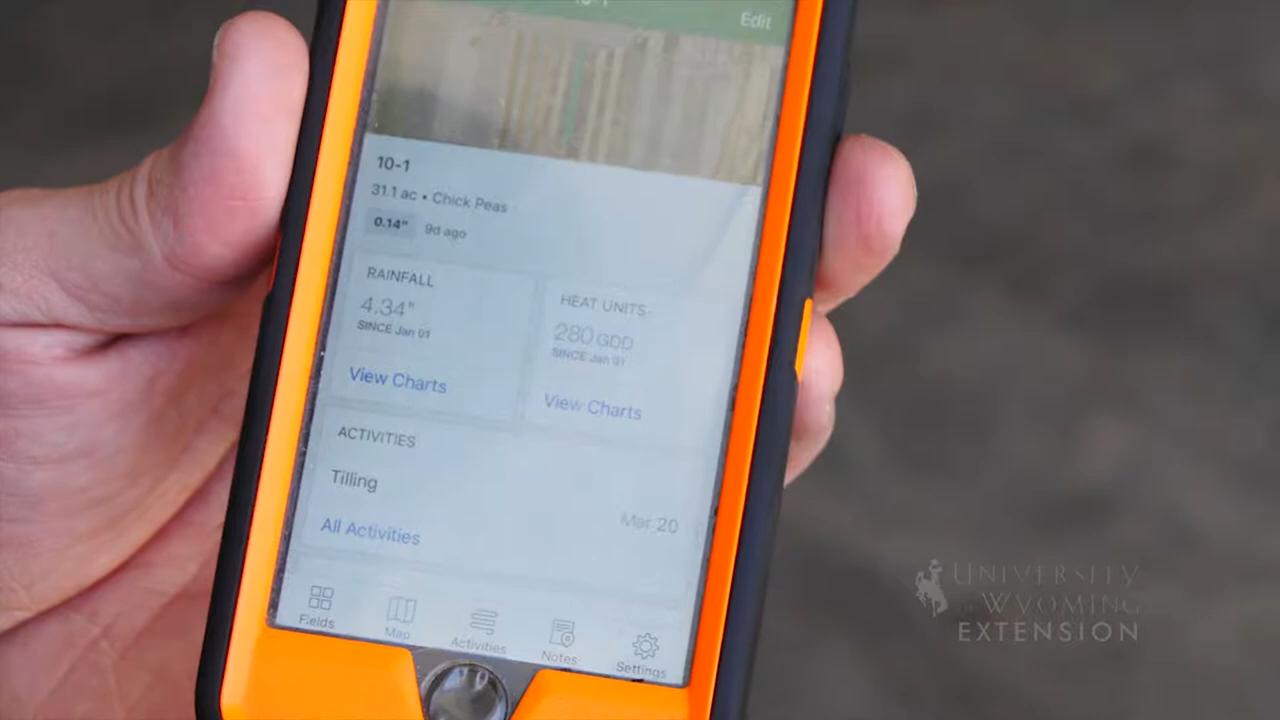 10-1
Edit
10-1
31.1 ac • Chick Peas
0.14" 9d ago
RAINFALL
4.34"
SINCE Jan 01
View Charts
HEAT UNITS
280 GDD
SINCE Jan 01
View Charts
ACTIVITIES
Tilling
Mar 20
All Activities
Fields
Map
Activities
Notes
Settings
UNIVERSITY
OF WYOMING
EXTENSION